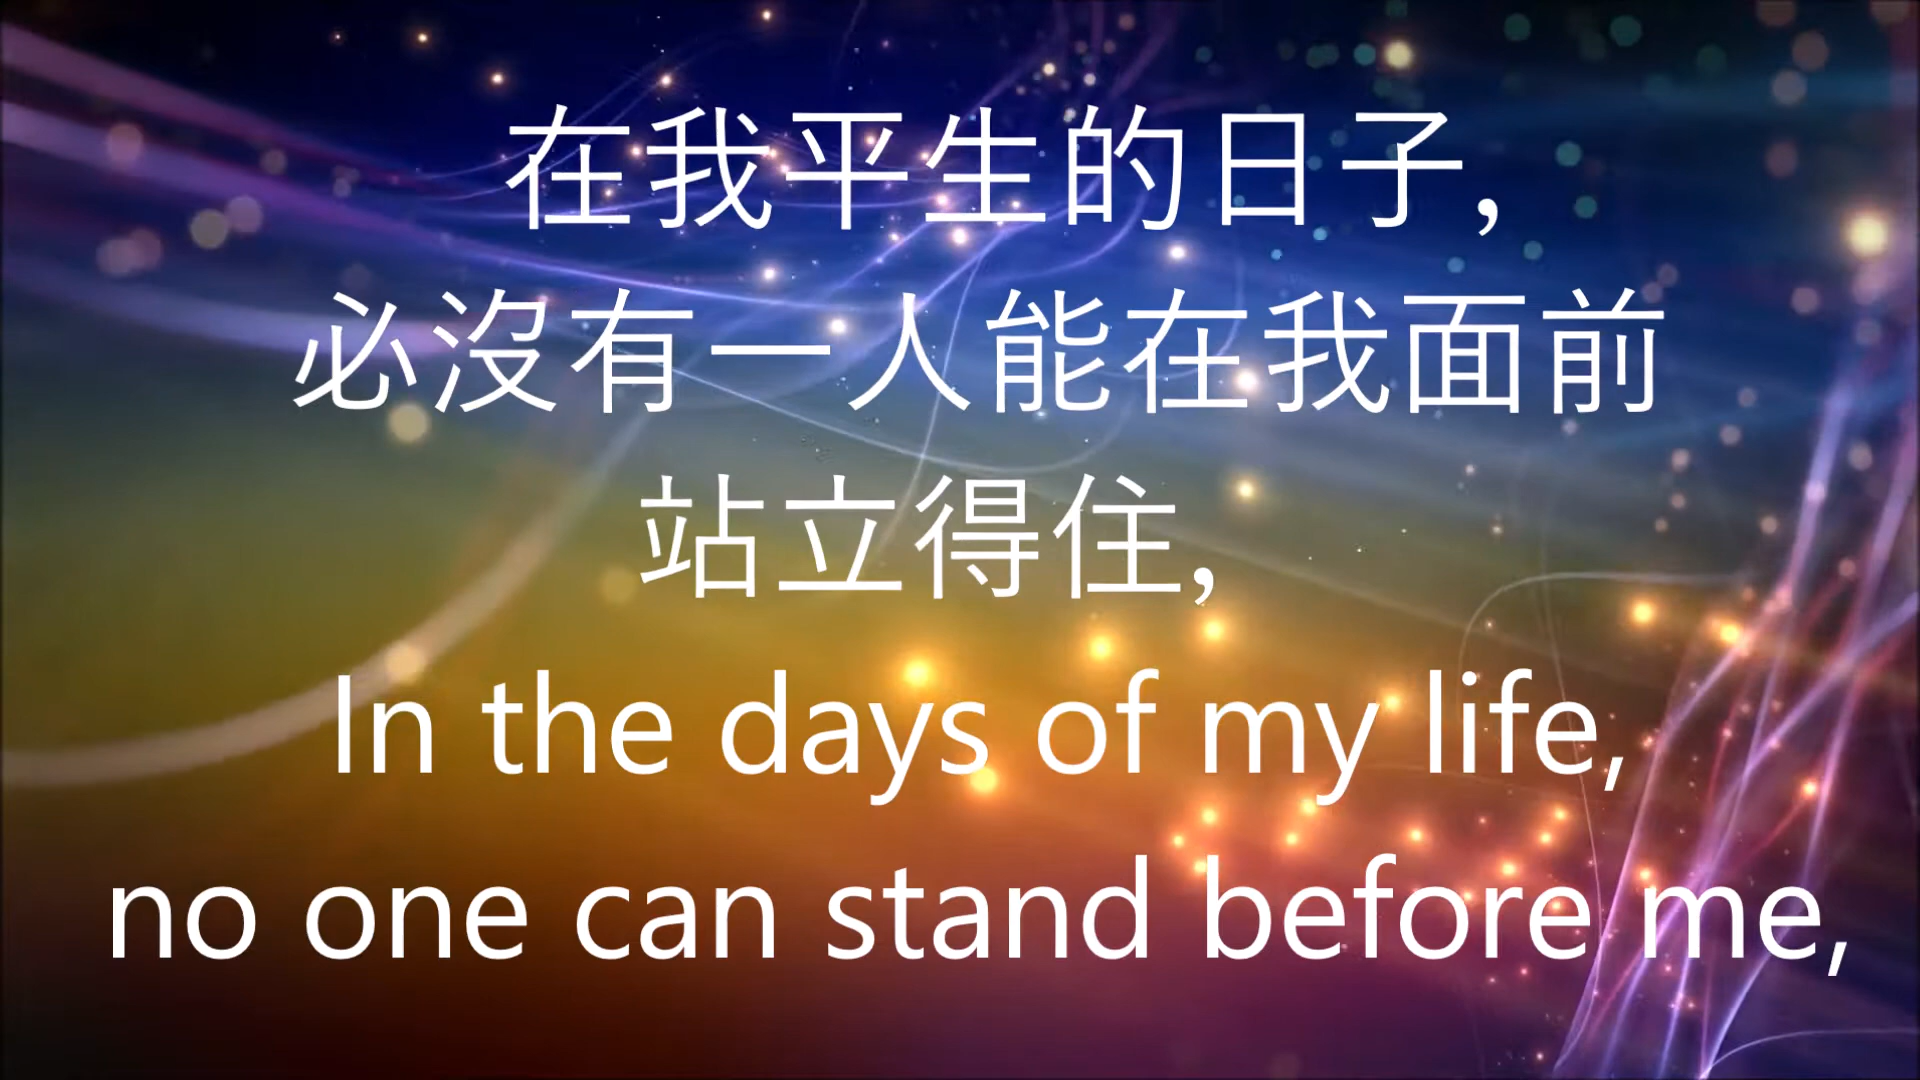 在我平生的日子,
必沒有一人能在我面前
站立得住,
In the days of my life,
no one can stand before me,